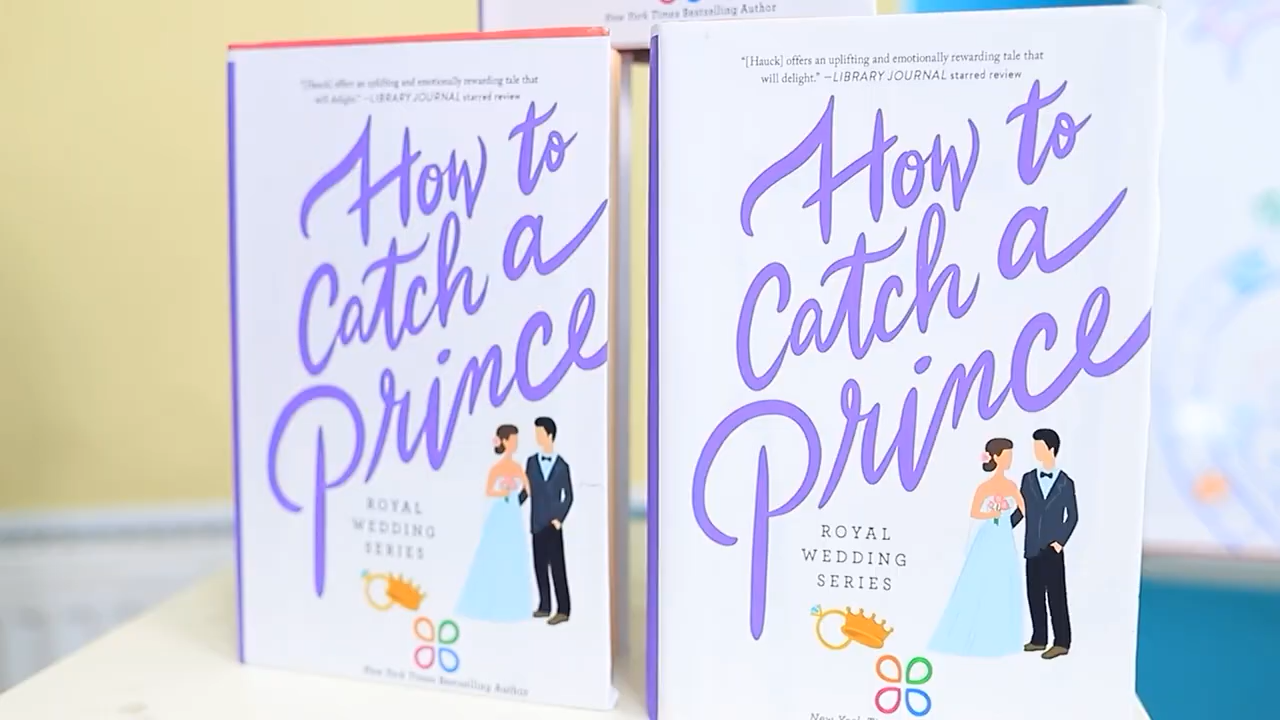 New York Times Bestselling Author
"[Hauck] offers an uplifting and emotionally rewarding tale that
will delight." —LIBRARY JOURNAL starred review
How to
Catch a
Prince
ROYAL
WEDDING
SERIES
New York Times Bestselling Author
"[Hauck] offers an uplifting and emotionally rewarding tale that
will delight." —LIBRARY JOURNAL starred review
How to
Catch a
Prince
ROYAL
WEDDING
SERIES
New York